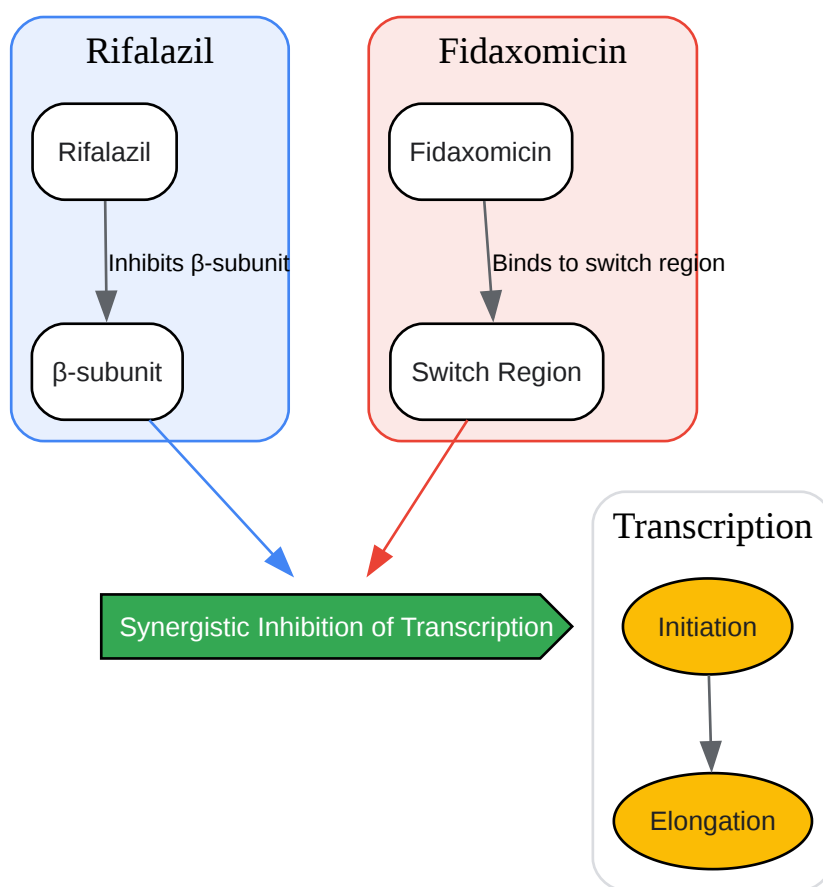 Rifalazil
Rifalazil
Inhibits β-subunit
β-subunit
Fidaxomicin
Fidaxomicin
Binds to switch region
Switch Region
Synergistic Inhibition of Transcription
Transcription
Initiation
Elongation